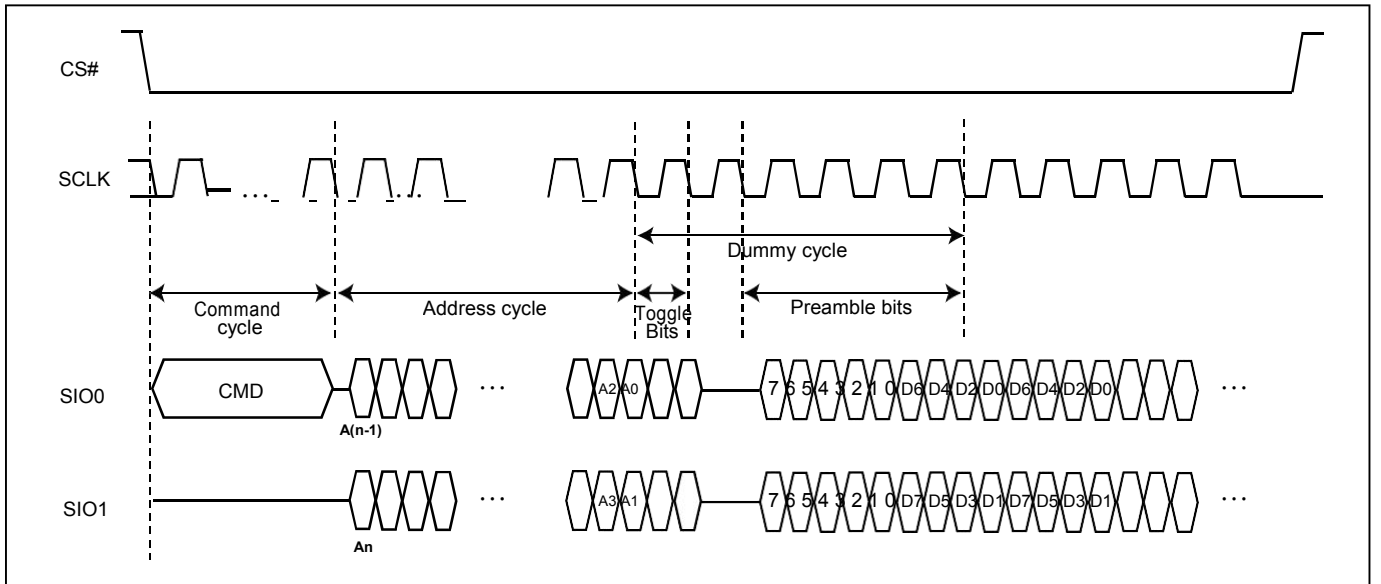 CS#
SCLK
... ...
Dummy cycle
Command cycle
Address cycle
Toggle Bits
Preamble bits
SIO0
CMD
A(n-1)
...
A2 A0
7 6 5 4 3 2 1 0 D6 D4 D2 D0 D6 D4 D2 D0
...
SIO1
An
...
A3 A1
7 6 5 4 3 2 1 0 D7 D5 D3 D1 D7 D5 D3 D1
...